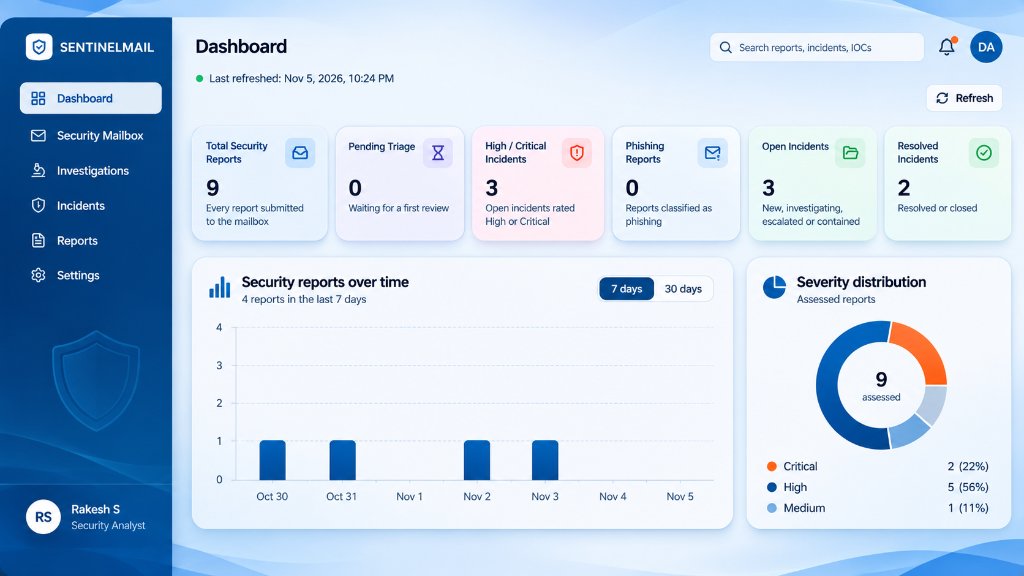 SENTINELMAIL
Dashboard
Security Mailbox
Investigations
Incidents
Reports
Settings
RS
Rakesh S
Security Analyst
Dashboard
Last refreshed: Nov 5, 2026, 10:24 PM
Search reports, incidents, IOCs
DA
Refresh
Total Security
Reports
9
Every report submitted
to the mailbox
Pending Triage
0
Waiting for a first review
High / Critical
Incidents
3
Open incidents rated
High or Critical
Phishing
Reports
0
Reports classified as
phishing
Open Incidents
3
New, investigating,
escalated or contained
Resolved
Incidents
2
Resolved or closed
Security reports over time
4 reports in the last 7 days
7 days
30 days
4
3
2
1
0
Oct 30
Oct 31
Nov 1
Nov 2
Nov 3
Nov 4
Nov 5
Severity distribution
Assessed reports
9
assessed
Critical 2 (22%)
High 5 (56%)
Medium 1 (11%)